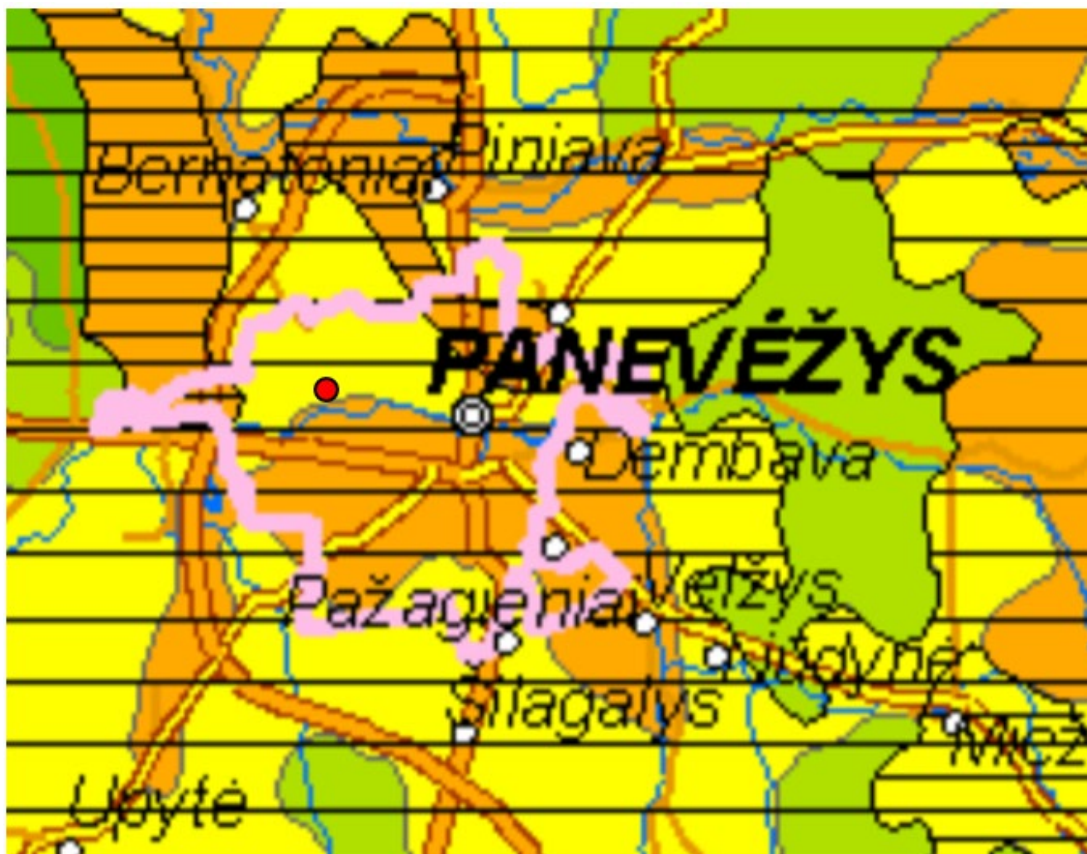 Bernatoniai
Piniava
PANEVĖŽYS
Dembava
Velžys
Pažagieniai
Šilagalys
Upytė